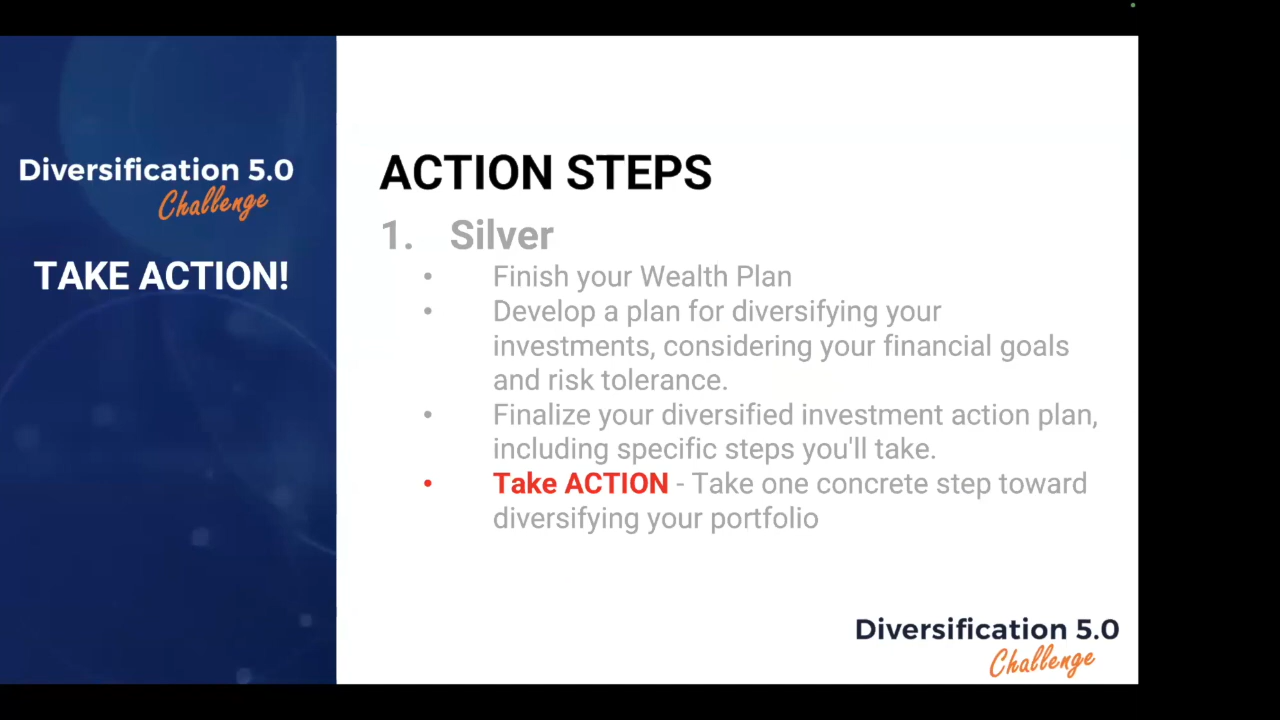 Diversification 5.0
Challenge
TAKE ACTION!
ACTION STEPS
1. Silver
• Finish your Wealth Plan
• Develop a plan for diversifying your
investments, considering your financial goals
and risk tolerance.
• Finalize your diversified investment action plan,
including specific steps you'll take.
• Take ACTION - Take one concrete step toward
diversifying your portfolio
Diversification 5.0
Challenge